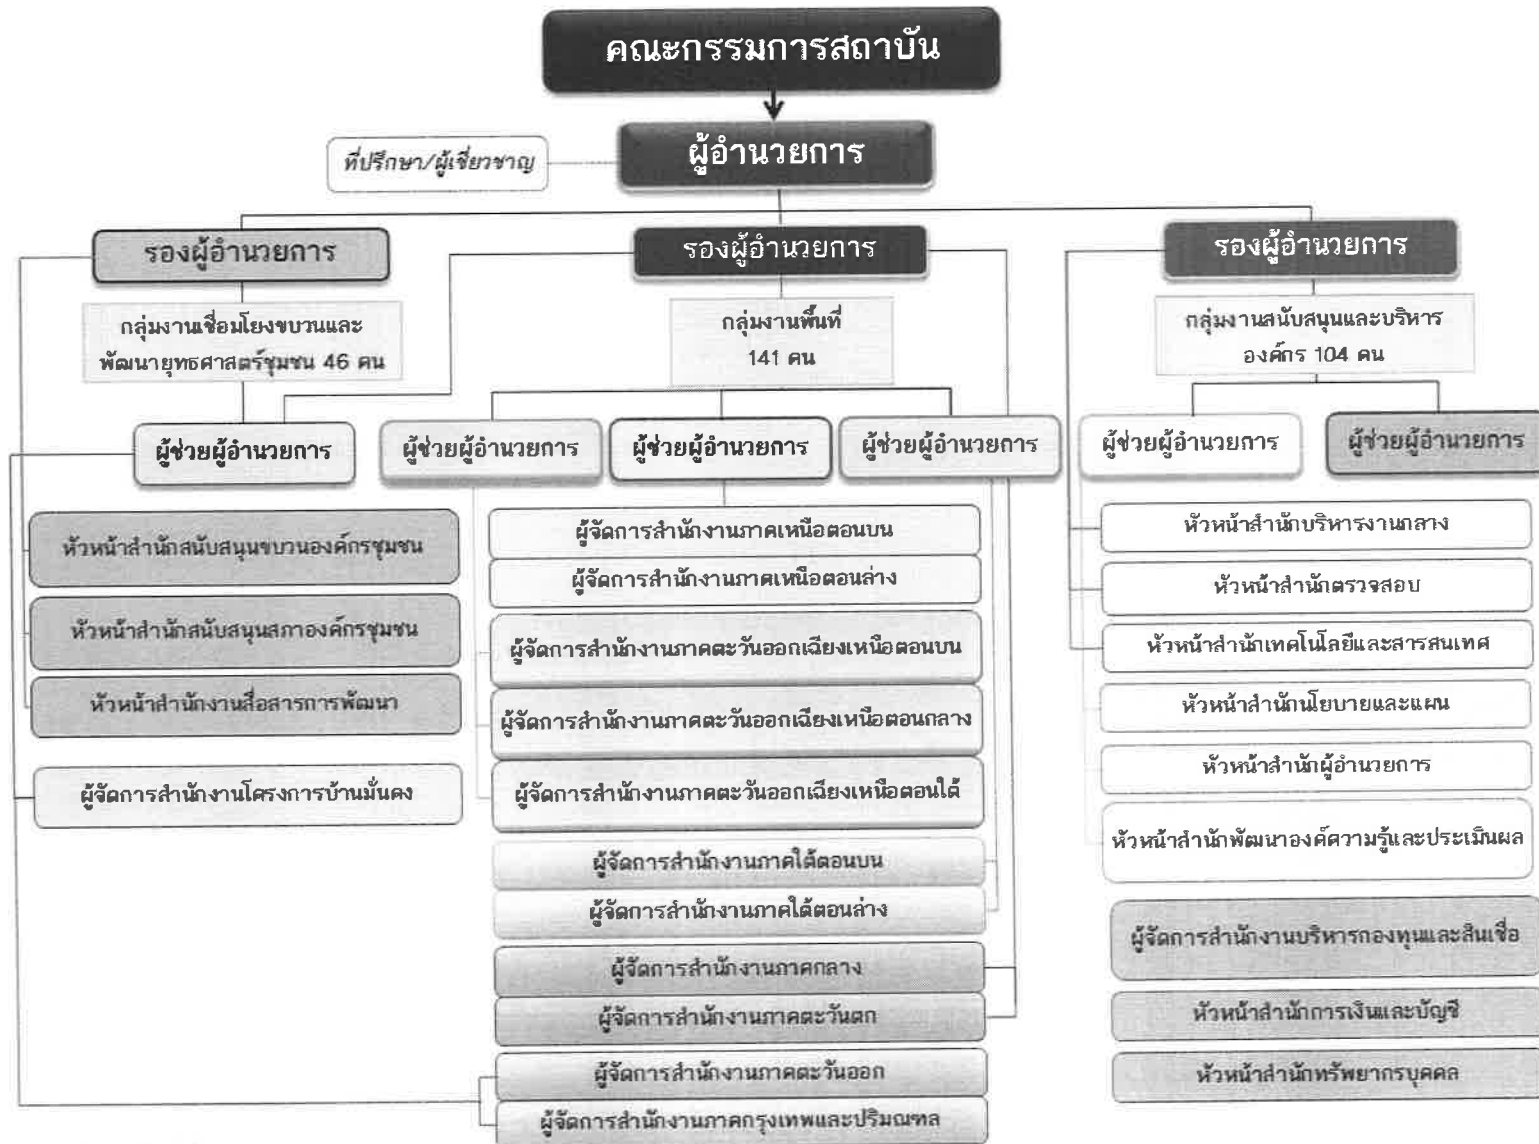 คณะกรรมการสถาบัน
ผู้อำนวยการ
ที่ปรึกษา/ผู้เชี่ยวชาญ
รองผู้อำนวยการ
รองผู้อำนวยการ
รองผู้อำนวยการ
กลุ่มงานเชื่อมโยงขบวนและ
พัฒนายุทธศาสตร์ชุมชน 46 คน
กลุ่มงานพื้นที่
141 คน
กลุ่มงานสนับสนุนและบริหาร
องค์กร 104 คน
ผู้ช่วยผู้อำนวยการ
ผู้ช่วยผู้อำนวยการ
ผู้ช่วยผู้อำนวยการ
ผู้ช่วยผู้อำนวยการ
ผู้ช่วยผู้อำนวยการ
ผู้ช่วยผู้อำนวยการ
หัวหน้าสำนักสนับสนุนขบวนองค์กรชุมชน
หัวหน้าสำนักสนับสนุนสภาองค์กรชุมชน
หัวหน้าสำนักงานสื่อสารการพัฒนา
ผู้จัดการสำนักงานโครงการบ้านมั่นคง
ผู้จัดการสำนักงานภาคเหนือตอนบน
ผู้จัดการสำนักงานภาคเหนือตอนล่าง
ผู้จัดการสำนักงานภาคตะวันออกเฉียงเหนือตอนบน
ผู้จัดการสำนักงานภาคตะวันออกเฉียงเหนือตอนกลาง
ผู้จัดการสำนักงานภาคตะวันออกเฉียงเหนือตอนใต้
ผู้จัดการสำนักงานภาคใต้ตอนบน
ผู้จัดการสำนักงานภาคใต้ตอนล่าง
ผู้จัดการสำนักงานภาคกลาง
ผู้จัดการสำนักงานภาคตะวันตก
ผู้จัดการสำนักงานภาคตะวันออก
ผู้จัดการสำนักงานภาคกรุงเทพและปริมณฑล
หัวหน้าสำนักบริหารงานกลาง
หัวหน้าสำนักตรวจสอบ
หัวหน้าสำนักเทคโนโลยีและสารสนเทศ
หัวหน้าสำนักนโยบายและแผน
หัวหน้าสำนักผู้อำนวยการ
หัวหน้าสำนักพัฒนาองค์ความรู้และประเมินผล
ผู้จัดการสำนักงานบริหารกองทุนและสินเชื่อ
หัวหน้าสำนักการเงินและบัญชี
หัวหน้าสำนักทรัพยากรบุคคล